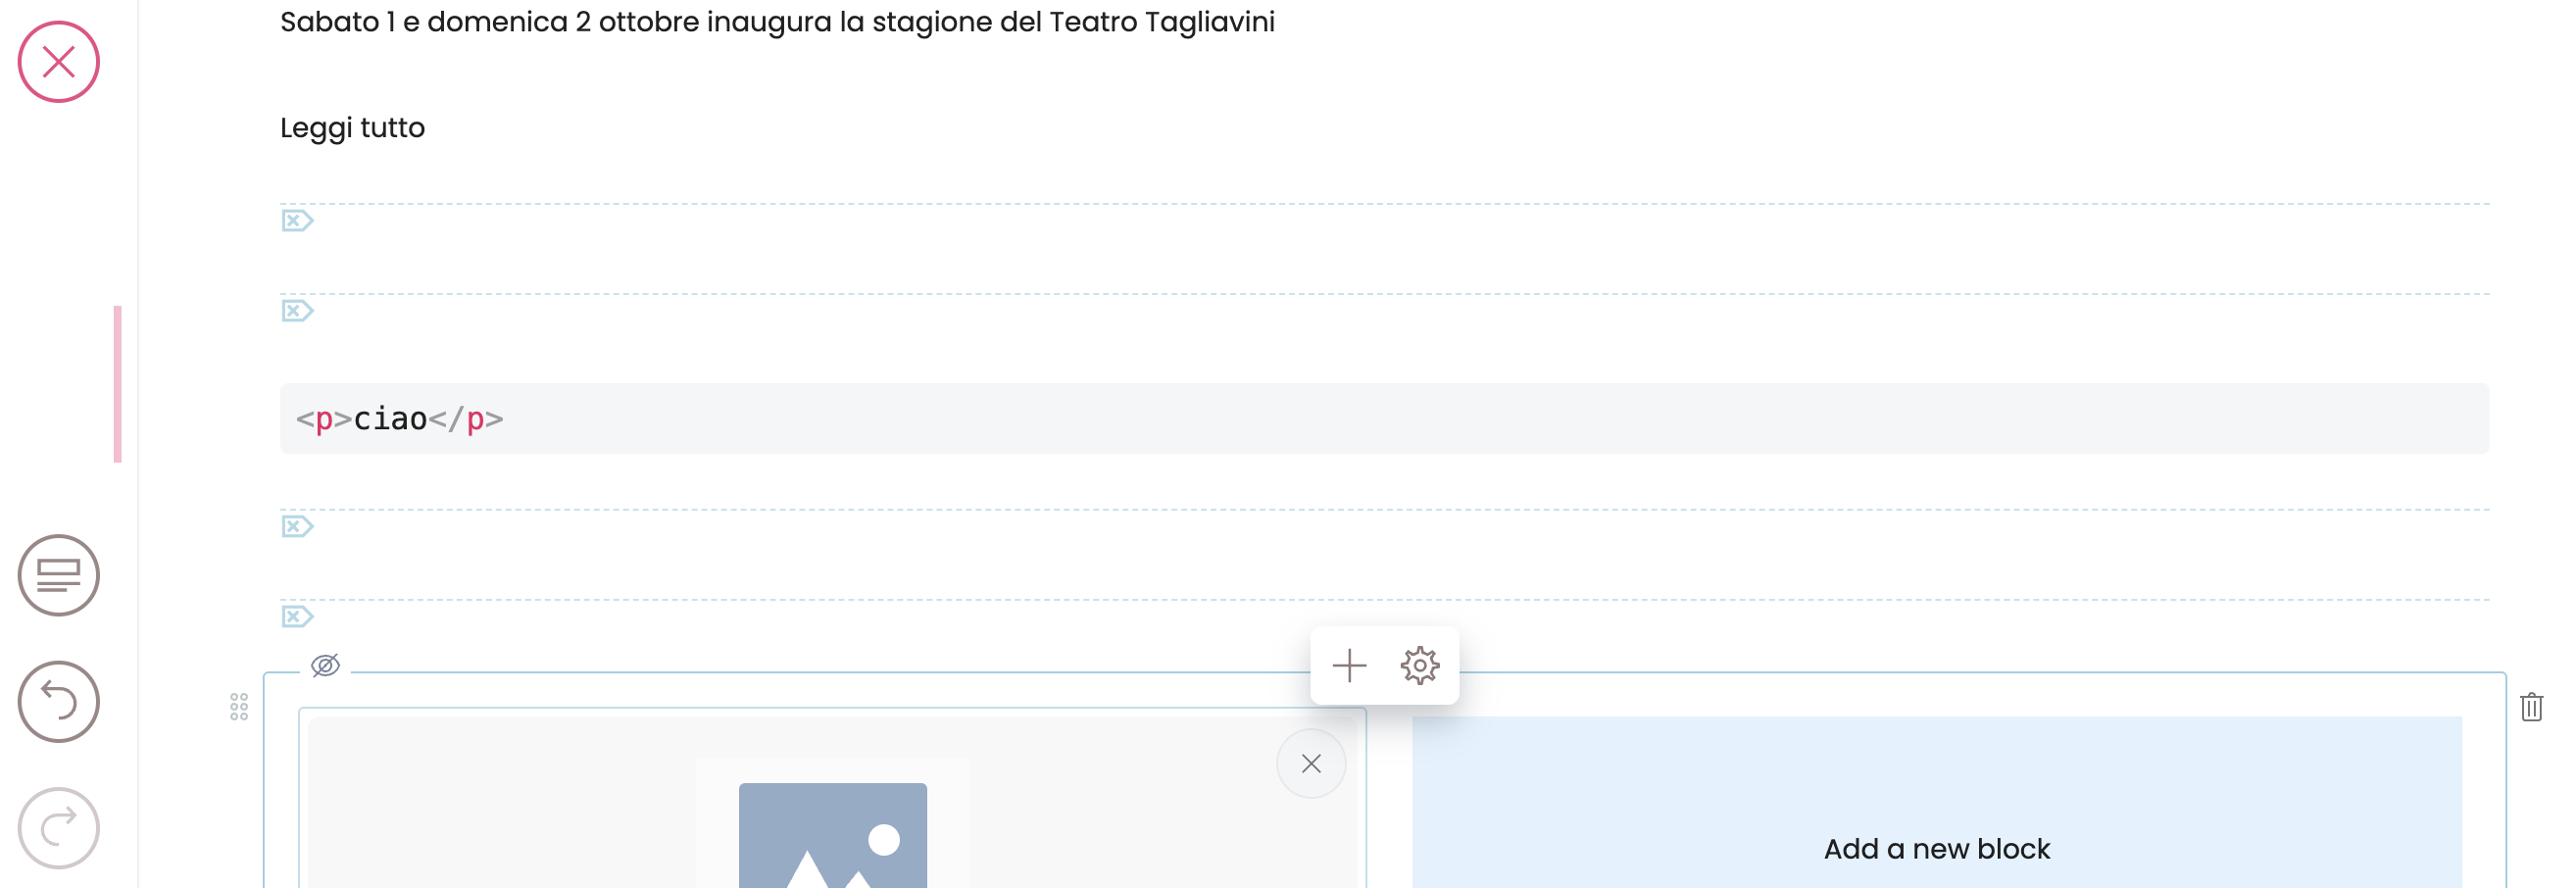 Sabato 1 e domenica 2 ottobre inaugura la stagione del Teatro Tagliavini
Leggi tutto
<p>ciao</p>
Add a new block